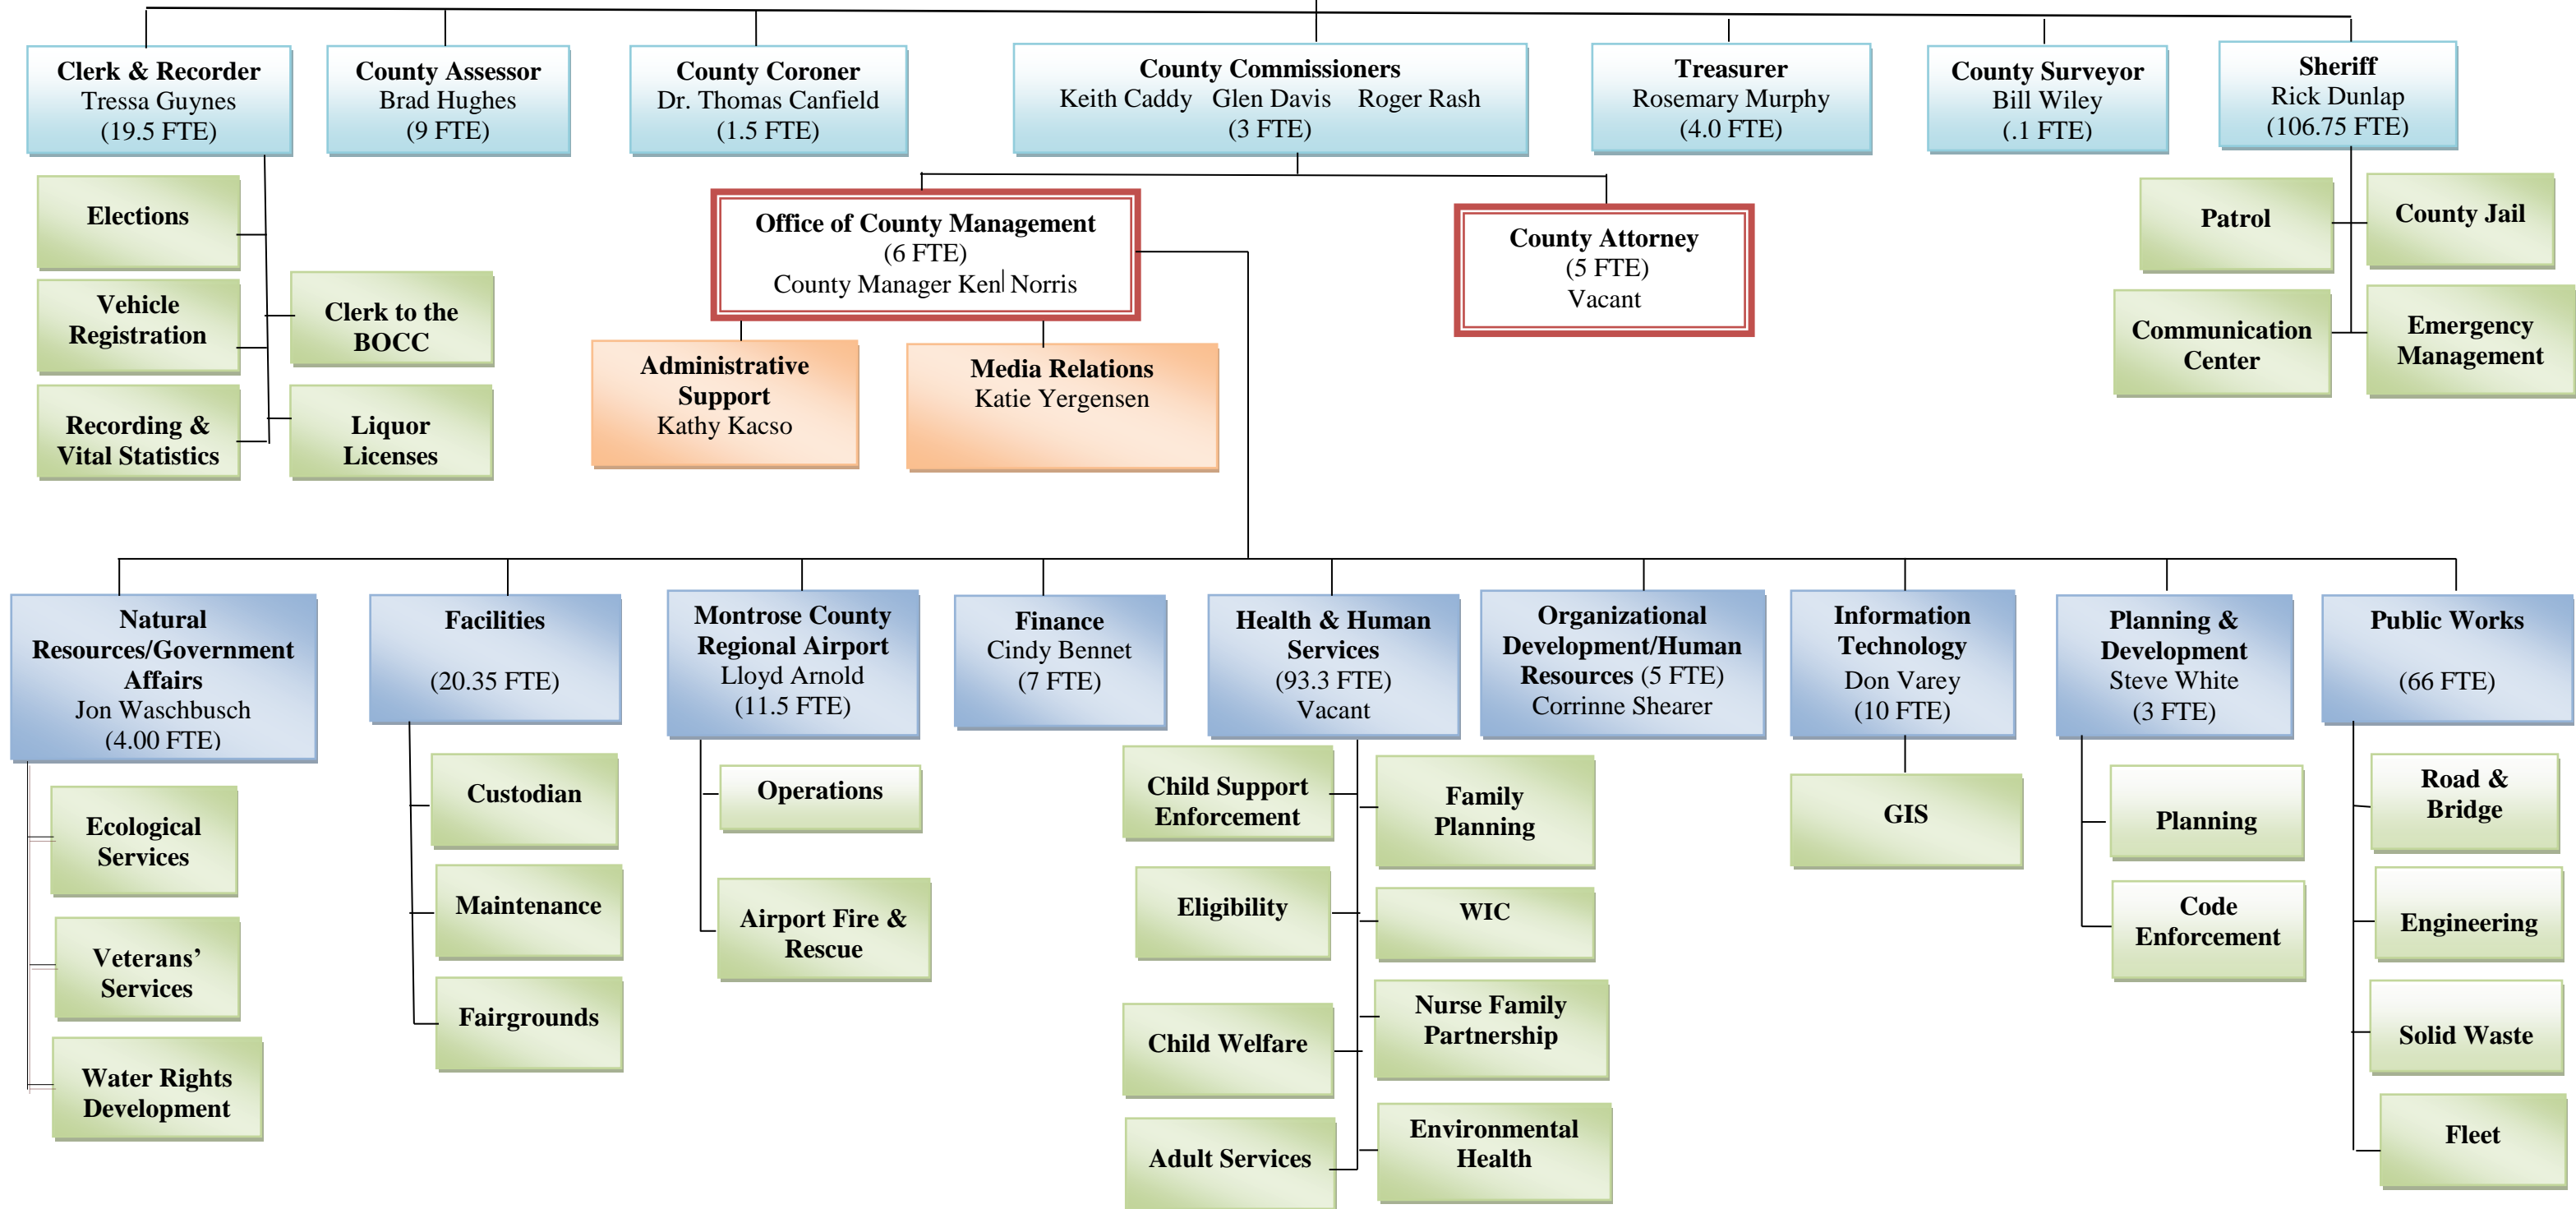 Clerk & Recorder
Tressa Guynes
(19.5 FTE)
County Assessor
Brad Hughes
(9 FTE)
County Coroner
Dr. Thomas Canfield
(1.5 FTE)
County Commissioners
Keith Caddy Glen Davis Roger Rash
(3 FTE)
Treasurer
Rosemary Murphy
(4.0 FTE)
County Surveyor
Bill Wiley
(.1 FTE)
Sheriff
Rick Dunlap
(106.75 FTE)
Elections
Vehicle
Registration
Recording &
Vital Statistics
Clerk to the
BOCC
Liquor
Licenses
Office of County Management
(6 FTE)
County Manager Ken Norris
County Attorney
(5 FTE)
Vacant
Administrative
Support
Kathy Kacso
Media Relations
Katie Yergensen
Patrol
County Jail
Communication
Center
Emergency
Management
Natural
Resources/Government
Affairs
Jon Waschbusch
(4.00 FTE)
Facilities
(20.35 FTE)
Montrose County
Regional Airport
Lloyd Arnold
(11.5 FTE)
Finance
Cindy Bennet
(7 FTE)
Health & Human
Services
(93.3 FTE)
Vacant
Organizational
Development/Human
Resources (5 FTE)
Corrinne Shearer
Information
Technology
Don Varey
(10 FTE)
Planning &
Development
Steve White
(3 FTE)
Public Works
(66 FTE)
Ecological
Services
Veterans’
Services
Water Rights
Development
Custodian
Maintenance
Fairgrounds
Operations
Airport Fire &
Rescue
Child Support
Enforcement
Eligibility
Child Welfare
Adult Services
Family
Planning
WIC
Nurse Family
Partnership
Environmental
Health
GIS
Planning
Code
Enforcement
Road &
Bridge
Engineering
Solid Waste
Fleet